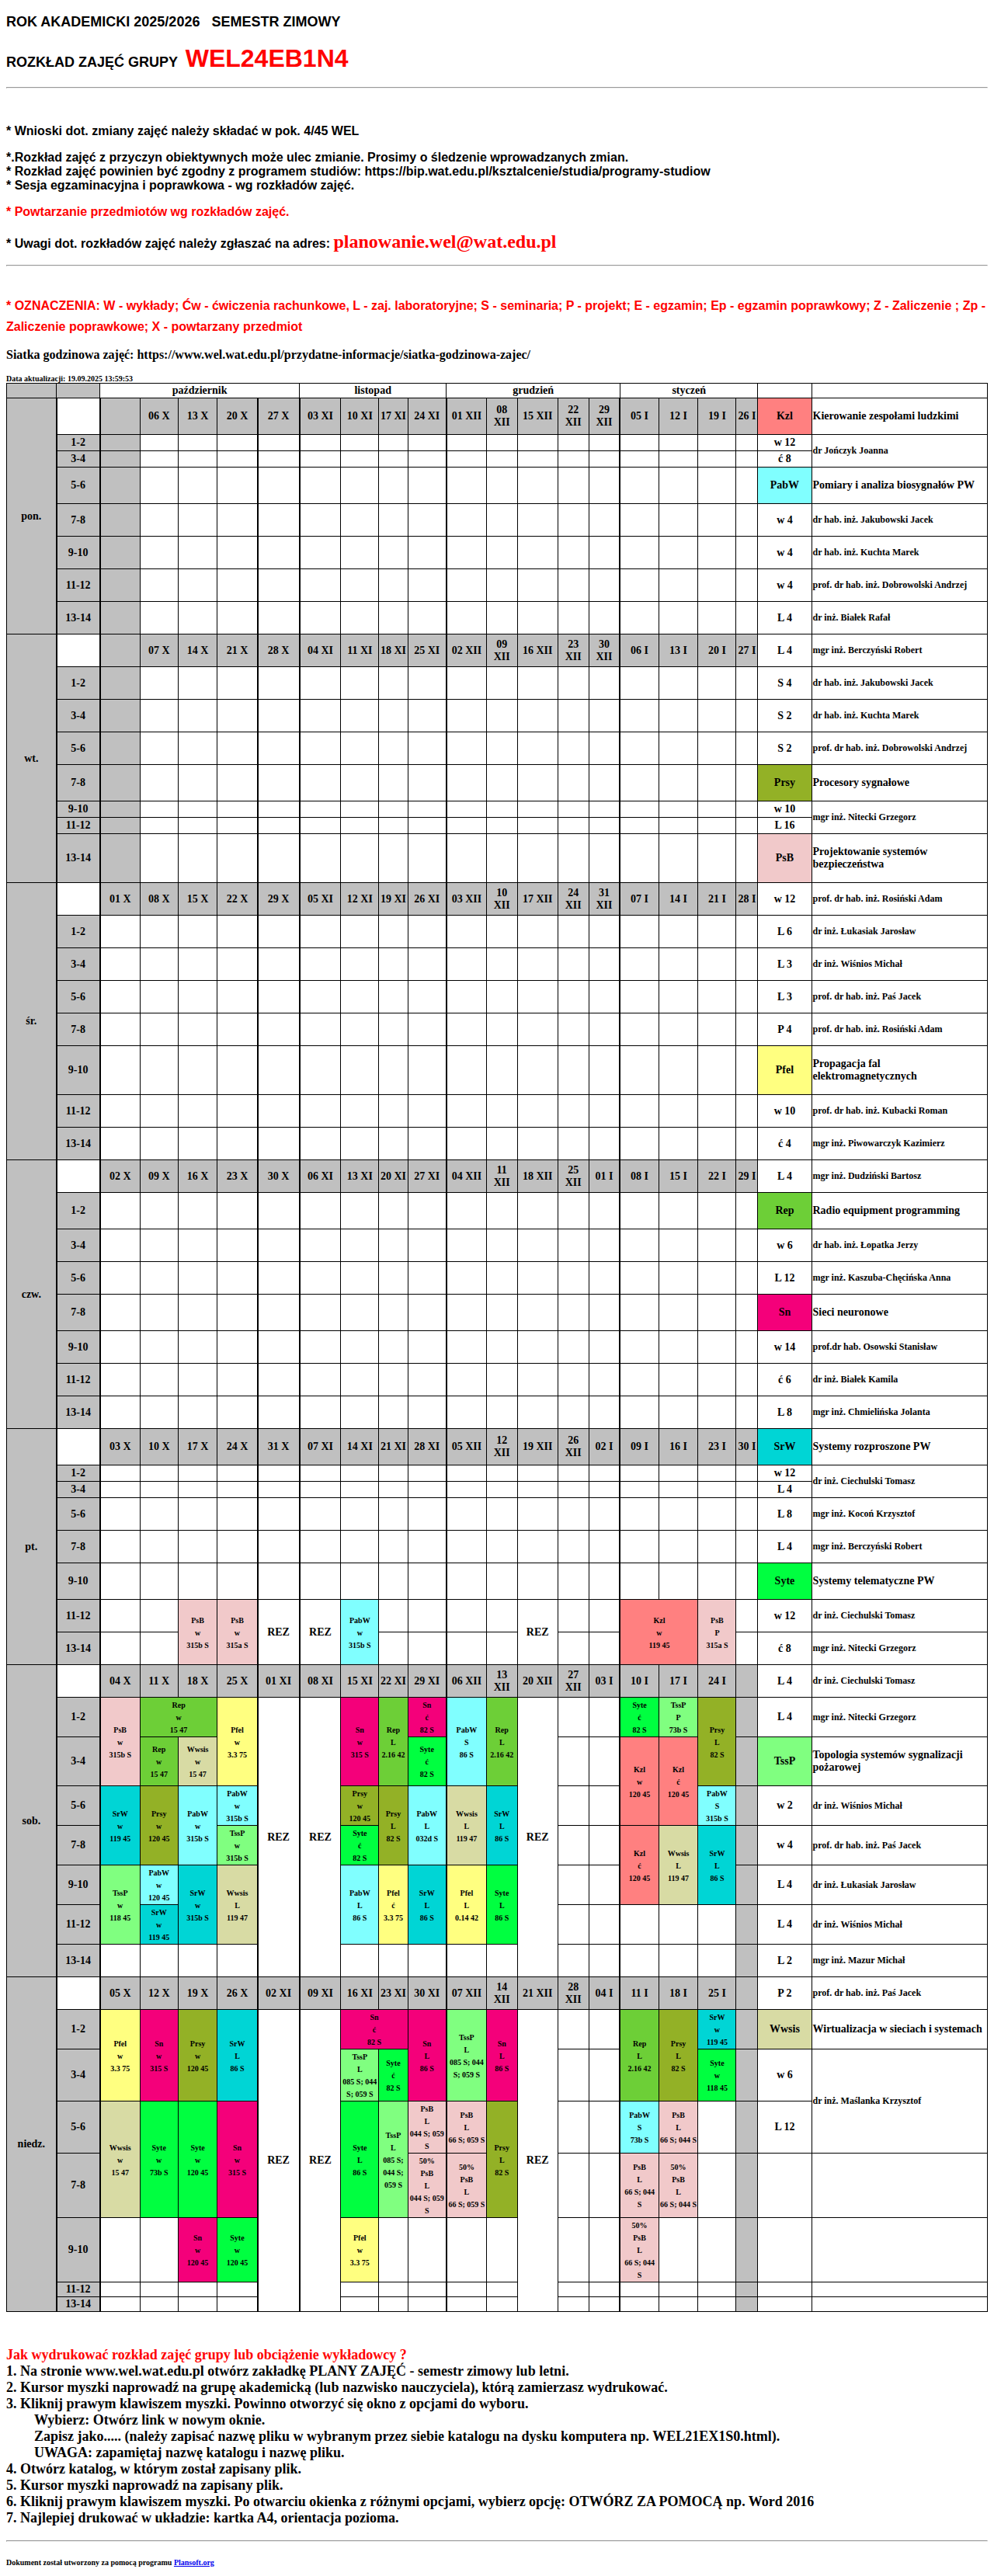 ROK AKADEMICKI 2025/2026 SEMESTR ZIMOWY
ROZKŁAD ZAJĘĆ GRUPY WEL24EB1N4
* Wnioski dot. zmiany zajęć należy składać w pok. 4/45 WEL
*.Rozkład zajęć z przyczyn obiektywnych może ulec zmianie. Prosimy o śledzenie wprowadzanych zmian.
* Rozkład zajęć powinien być zgodny z programem studiów: https://bip.wat.edu.pl/ksztalcenie/studia/programy-studiow
* Sesja egzaminacyjna i poprawkowa - wg rozkładów zajęć.
* Powtarzanie przedmiotów wg rozkładów zajęć.
* Uwagi dot. rozkładów zajęć należy zgłaszać na adres: planowanie.wel@wat.edu.pl
* OZNACZENIA: W - wykłady; Ćw - ćwiczenia rachunkowe, L - zaj. laboratoryjne; S - seminaria; P - projekt; E - egzamin; Ep - egzamin poprawkowy; Z - Zaliczenie ; Zp -
Zaliczenie poprawkowe; X - powtarzany przedmiot
Siatka godzinowa zajęć: https://www.wel.wat.edu.pl/przydatne-informacje/siatka-godzinowa-zajec/
Data aktualizacji: 19.09.2025 13:59:53
październik listopad grudzień styczeń
pon. 06 X 13 X 20 X 27 X 03 XI 10 XI 17 XI 24 XI 01 XII 08 XII 15 XII 22 XII 29 XII 05 I 12 I 19 I 26 I Kzl Kierowanie zespołami ludzkimi
1-2 w 12 dr Jończyk Joanna
3-4 ć 8
5-6 PabW Pomiary i analiza biosygnałów PW
7-8 w 4 dr hab. inż. Jakubowski Jacek
9-10 w 4 dr hab. inż. Kuchta Marek
11-12 w 4 prof. dr hab. inż. Dobrowolski Andrzej
13-14 L 4 dr inż. Białek Rafał
wt. 07 X 14 X 21 X 28 X 04 XI 11 XI 18 XI 25 XI 02 XII 09 XII 16 XII 23 XII 30 XII 06 I 13 I 20 I 27 I L 4 mgr inż. Berczyński Robert
1-2 S 4 dr hab. inż. Jakubowski Jacek
3-4 S 2 dr hab. inż. Kuchta Marek
5-6 S 2 prof. dr hab. inż. Dobrowolski Andrzej
7-8 Prsy Procesory sygnałowe
9-10 w 10 mgr inż. Nitecki Grzegorz
11-12 L 16
13-14 PsB Projektowanie systemów bezpieczeństwa
śr. 01 X 08 X 15 X 22 X 29 X 05 XI 12 XI 19 XI 26 XI 03 XII 10 XII 17 XII 24 XII 31 XII 07 I 14 I 21 I 28 I w 12 prof. dr hab. inż. Rosiński Adam
1-2 L 6 dr inż. Łukasiak Jarosław
3-4 L 3 dr inż. Wiśnios Michał
5-6 L 3 prof. dr hab. inż. Paś Jacek
7-8 P 4 prof. dr hab. inż. Rosiński Adam
9-10 Pfel Propagacja fal elektromagnetycznych
11-12 w 10 prof. dr hab. inż. Kubacki Roman
13-14 ć 4 mgr inż. Piwowarczyk Kazimierz
czw. 02 X 09 X 16 X 23 X 30 X 06 XI 13 XI 20 XI 27 XI 04 XII 11 XII 18 XII 25 XII 01 I 08 I 15 I 22 I 29 I L 4 mgr inż. Dudziński Bartosz
1-2 Rep Radio equipment programming
3-4 w 6 dr hab. inż. Łopatka Jerzy
5-6 L 12 mgr inż. Kaszuba-Chęcińska Anna
7-8 Sn Sieci neuronowe
9-10 w 14 prof.dr hab. Osowski Stanisław
11-12 ć 6 dr inż. Białek Kamila
13-14 L 8 mgr inż. Chmielińska Jolanta
pt. 03 X 10 X 17 X 24 X 31 X 07 XI 14 XI 21 XI 28 XI 05 XII 12 XII 19 XII 26 XII 02 I 09 I 16 I 23 I 30 I SrW Systemy rozproszone PW
1-2 w 12 dr inż. Ciechulski Tomasz
3-4 L 4
5-6 L 8 mgr inż. Kocoń Krzysztof
7-8 L 4 mgr inż. Berczyński Robert
9-10 Syte Systemy telematyczne PW
11-12 PsB w 315b S PsB w 315a S REZ REZ PabW w 315b S REZ Kzl w 119 45 PsB P 315a S w 12 dr inż. Ciechulski Tomasz
13-14 ć 8 mgr inż. Nitecki Grzegorz
sob. 04 X 11 X 18 X 25 X 01 XI 08 XI 15 XI 22 XI 29 XI 06 XII 13 XII 20 XII 27 XII 03 I 10 I 17 I 24 I L 4 dr inż. Ciechulski Tomasz
1-2 PsB w 315b S Rep w 15 47 Pfel w 3.3 75 REZ REZ Sn w 315 S Rep L 2.16 42 Sn ć 82 S PabW S 86 S Rep L 2.16 42 REZ Syte ć 82 S TssP P 73b S Prsy L 82 S L 4 mgr inż. Nitecki Grzegorz
3-4 Rep w 15 47 Wwsis w 15 47 Syte ć 82 S Kzl w 120 45 Kzl ć 120 45 TssP Topologia systemów sygnalizacji pożarowej
5-6 SrW w 119 45 Prsy w 120 45 PabW w 315b S PabW w 315b S Prsy w 120 45 Prsy L 82 S PabW L 032d S Wwsis L 119 47 SrW L 86 S PabW S 315b S w 2 dr inż. Wiśnios Michał
7-8 TssP w 315b S Syte ć 82 S Kzl ć 120 45 Wwsis L 119 47 SrW L 86 S w 4 prof. dr hab. inż. Paś Jacek
9-10 TssP w 118 45 PabW w 120 45 SrW w 315b S Wwsis L 119 47 PabW L 86 S Pfel ć 3.3 75 SrW L 86 S Pfel L 0.14 42 Syte L 86 S L 4 dr inż. Łukasiak Jarosław
11-12 SrW w 119 45 L 4 dr inż. Wiśnios Michał
13-14 L 2 mgr inż. Mazur Michał
niedz. 05 X 12 X 19 X 26 X 02 XI 09 XI 16 XI 23 XI 30 XI 07 XII 14 XII 21 XII 28 XII 04 I 11 I 18 I 25 I P 2 prof. dr hab. inż. Paś Jacek
1-2 Pfel w 3.3 75 Sn w 315 S Prsy w 120 45 SrW L 86 S REZ REZ Sn ć 82 S Sn L 86 S TssP L 085 S; 044 S; 059 S Sn L 86 S REZ Rep L 2.16 42 Prsy L 82 S SrW w 119 45 Wwsis Wirtualizacja w sieciach i systemach
3-4 TssP L 085 S; 044 S; 059 S Syte ć 82 S Syte w 118 45 w 6 dr inż. Maślanka Krzysztof
5-6 Wwsis w 15 47 Syte w 73b S Syte w 120 45 Sn w 315 S Syte L 86 S TssP L 085 S; 044 S; 059 S PsB L 044 S; 059 S PsB L 66 S; 059 S Prsy L 82 S PabW S 73b S PsB L 66 S; 044 S L 12
7-8 50% PsB L 044 S; 059 S 50% PsB L 66 S; 059 S PsB L 66 S; 044 S 50% PsB L 66 S; 044 S
9-10 Sn w 120 45 Syte w 120 45 Pfel w 3.3 75 50% PsB L 66 S; 044 S
11-12
13-14
Jak wydrukować rozkład zajęć grupy lub obciążenie wykładowcy ?
1. Na stronie www.wel.wat.edu.pl otwórz zakładkę PLANY ZAJĘĆ - semestr zimowy lub letni.
2. Kursor myszki naprowadź na grupę akademicką (lub nazwisko nauczyciela), którą zamierzasz wydrukować.
3. Kliknij prawym klawiszem myszki. Powinno otworzyć się okno z opcjami do wyboru.
Wybierz: Otwórz link w nowym oknie.
Zapisz jako..... (należy zapisać nazwę pliku w wybranym przez siebie katalogu na dysku komputera np. WEL21EX1S0.html).
UWAGA: zapamiętaj nazwę katalogu i nazwę pliku.
4. Otwórz katalog, w którym został zapisany plik.
5. Kursor myszki naprowadź na zapisany plik.
6. Kliknij prawym klawiszem myszki. Po otwarciu okienka z różnymi opcjami, wybierz opcję: OTWÓRZ ZA POMOCĄ np. Word 2016
7. Najlepiej drukować w układzie: kartka A4, orientacja pozioma.
Dokument został utworzony za pomocą programu Plansoft.org